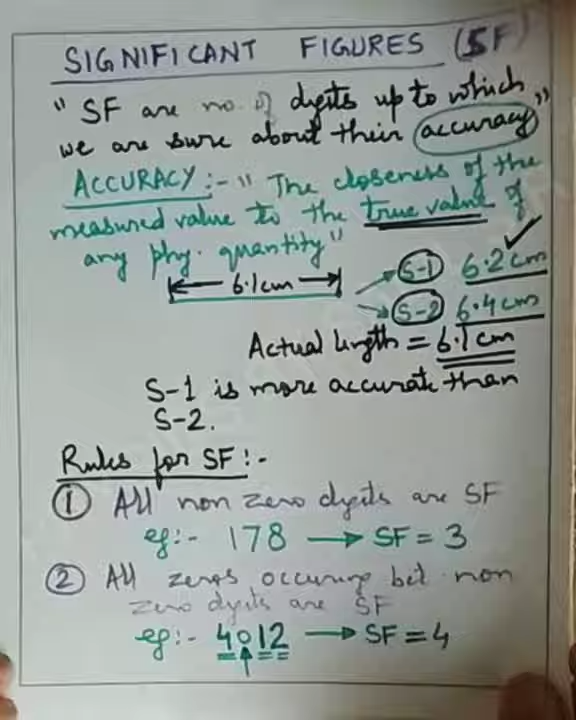 SIGNIFICANT FIGURES (SF)
" SF are no. of digits up to which
we are sure about their accuracy"
ACCURACY :- " The closeness of the
measured value to the true value of
any phy. quantity"
6.1cm
S-1 6.2cm
S-2 6.4cm
Actual length = 6.1cm
S-1 is more accurate than
S-2.
Rules for SF :-
① All non zero digits are SF
eg:- 178 → SF = 3
② All zeros occuring bet non
zero digits are SF
eg:- 4012 → SF = 4